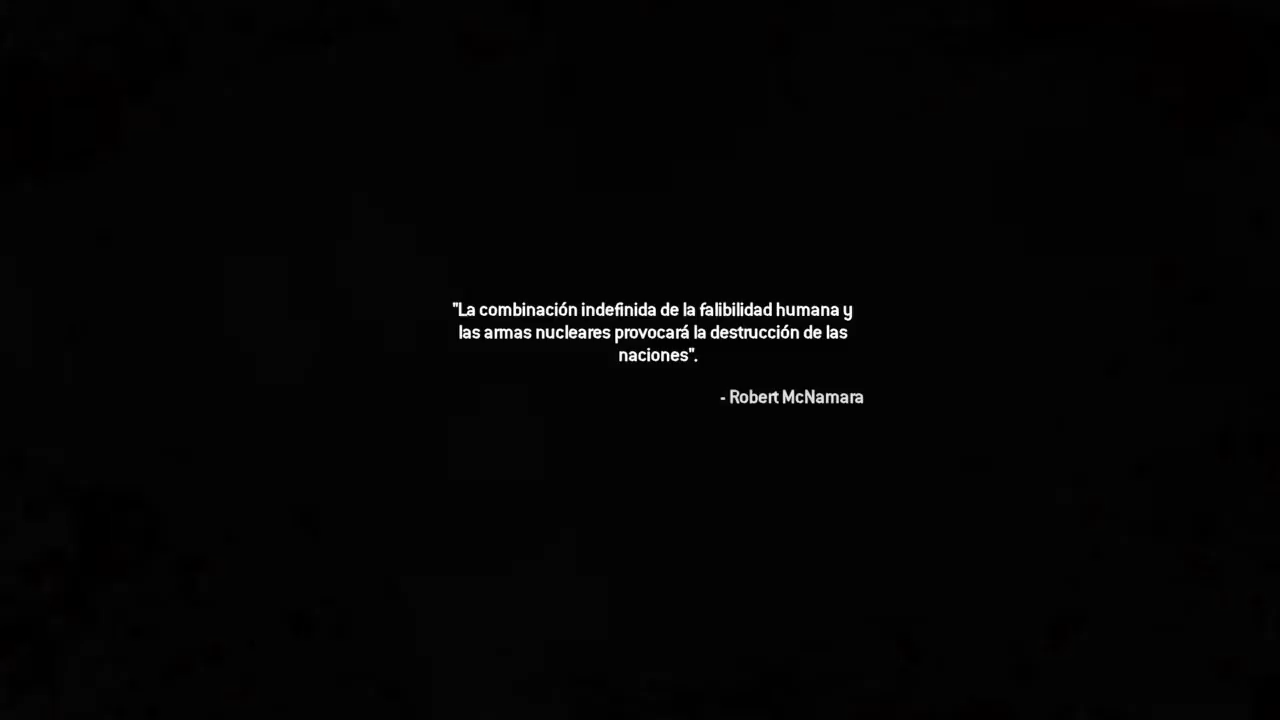 "La combinación indefinida de la falibilidad humana y
las armas nucleares provocará la destrucción de las
naciones".
- Robert McNamara